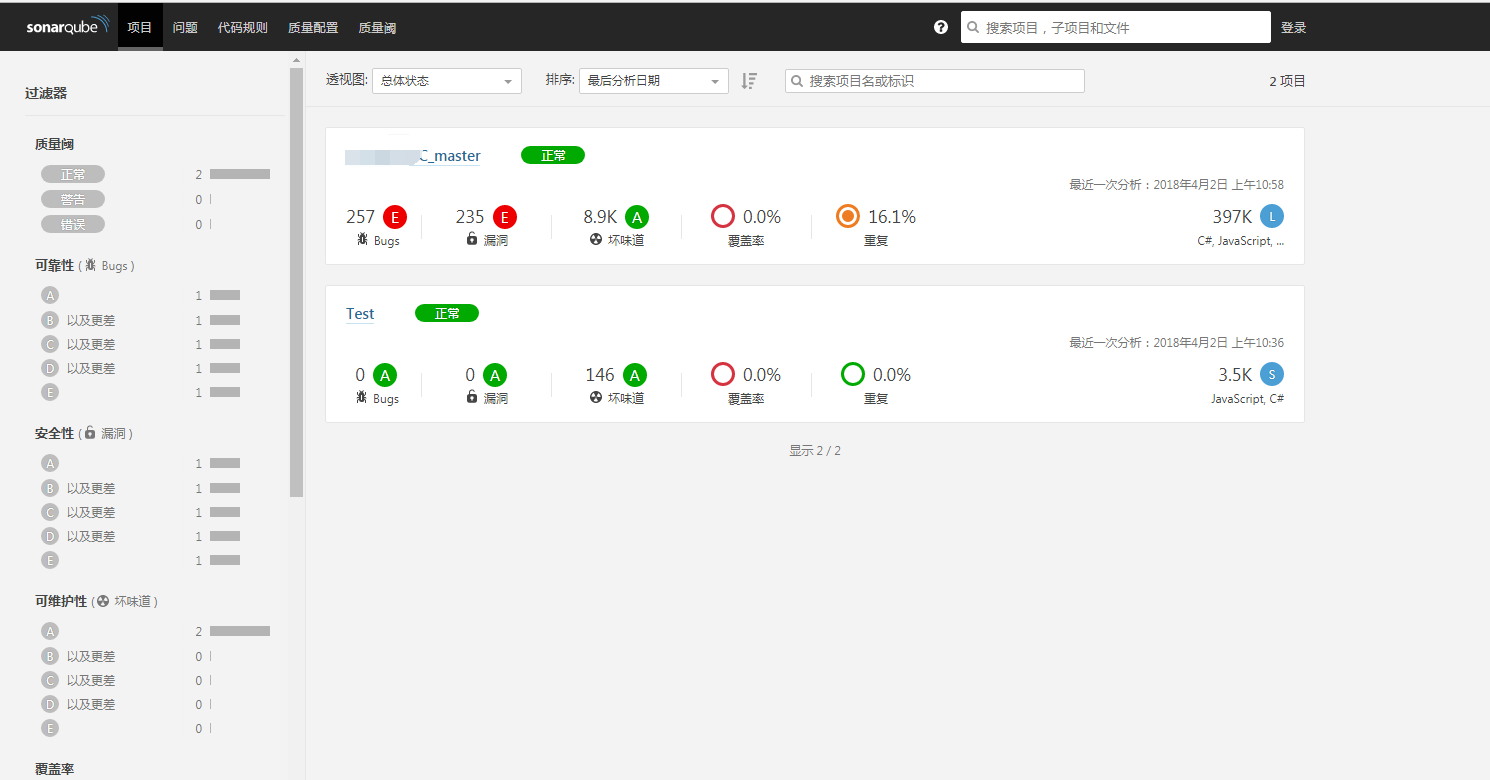 sonarqube 项目 问题 代码规则 质量配置 质量阈 ? 搜索项目，子项目和文件 登录
过滤器
质量阈
正常 2
警告 0
错误 0
可靠性 ( Bugs )
A 1
B 以及更差 1
C 以及更差 1
D 以及更差 1
E 1
安全性 ( 漏洞 )
A 1
B 以及更差 1
C 以及更差 1
D 以及更差 1
E 1
可维护性 ( 坏味道 )
A 2
B 以及更差 0
C 以及更差 0
D 以及更差 0
E 0
覆盖率
透视图: 总体状态 排序: 最后分析日期 搜索项目名或标识 2 项目
C_master 正常
最近一次分析：2018年4月2日 上午10:58
257 E 235 E 8.9K A 0.0% 16.1% 397K L
Bugs 漏洞 坏味道 覆盖率 重复 C#, JavaScript, ...
Test 正常
最近一次分析：2018年4月2日 上午10:36
0 A 0 A 146 A 0.0% 0.0% 3.5K S
Bugs 漏洞 坏味道 覆盖率 重复 JavaScript, C#
显示 2 / 2